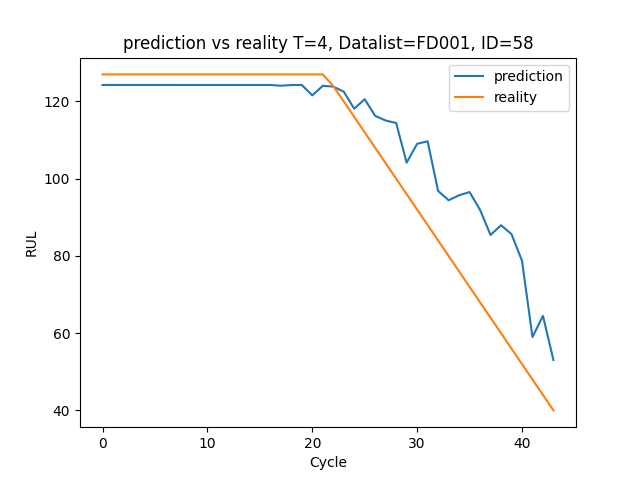 prediction vs reality T=4, Datalist=FD001, ID=58
prediction
reality
RUL
120
100
80
60
40
0 10 20 30 40
Cycle